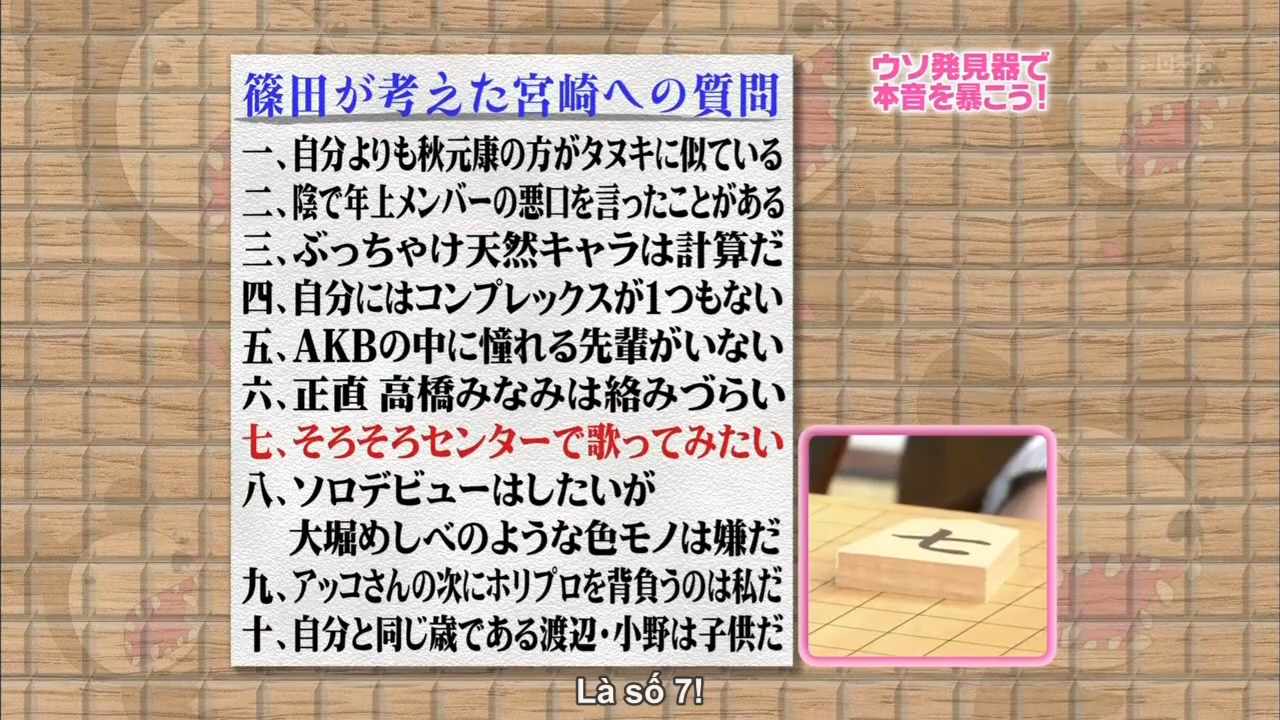 ウソ発見器で
本音を暴こう!
篠田が考えた宮崎への質問
一、自分よりも秋元康の方がタヌキに似ている
二、陰で年上メンバーの悪口を言ったことがある
三、ぶっちゃけ天然キャラは計算だ
四、自分にはコンプレックスが1つもない
五、AKBの中に憧れる先輩がいない
六、正直 高橋みなみは絡みづらい
七、そろそろセンターで歌ってみたい
八、ソロデビューはしたいが
大堀めしべのような色モノは嫌だ
九、アッコさんの次にホリプロを背負うのは私だ
十、自分と同じ歳である渡辺・小野は子供だ
七
Là số 7!